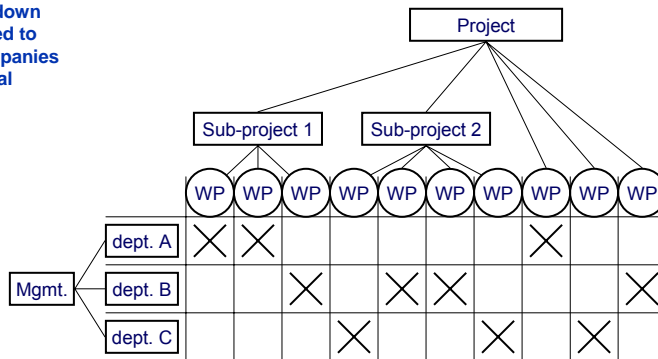 down
ed to
panies
al
Project
Sub-project 1 Sub-project 2
WP WP WP WP WP WP WP WP WP WP
dept. A
Mgmt. dept. B
dept. C